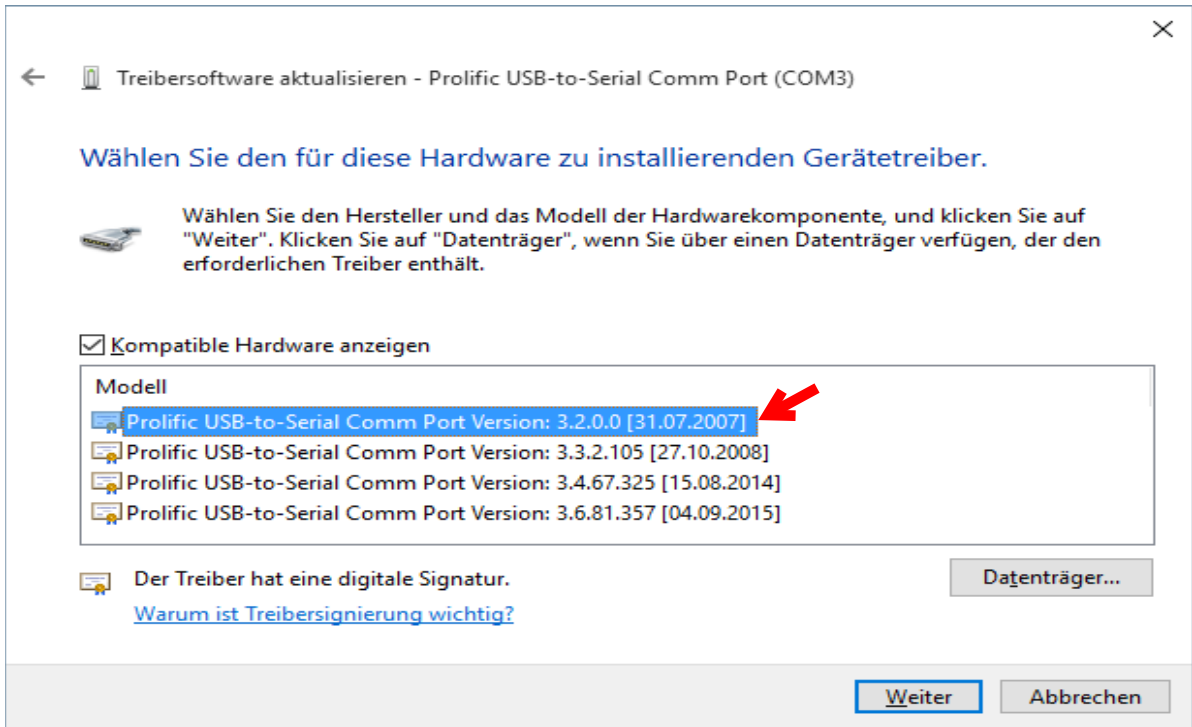 Treibersoftware aktualisieren - Prolific USB-to-Serial Comm Port (COM3)
Wählen Sie den für diese Hardware zu installierenden Gerätetreiber.
Wählen Sie den Hersteller und das Modell der Hardwarekomponente, und klicken Sie auf
"Weiter". Klicken Sie auf "Datenträger", wenn Sie über einen Datenträger verfügen, der den
erforderlichen Treiber enthält.
Kompatible Hardware anzeigen
Modell
Prolific USB-to-Serial Comm Port Version: 3.2.0.0 [31.07.2007]
Prolific USB-to-Serial Comm Port Version: 3.3.2.105 [27.10.2008]
Prolific USB-to-Serial Comm Port Version: 3.4.67.325 [15.08.2014]
Prolific USB-to-Serial Comm Port Version: 3.6.81.357 [04.09.2015]
Der Treiber hat eine digitale Signatur.
Datenträger...
Warum ist Treibersignierung wichtig?
Weiter
Abbrechen